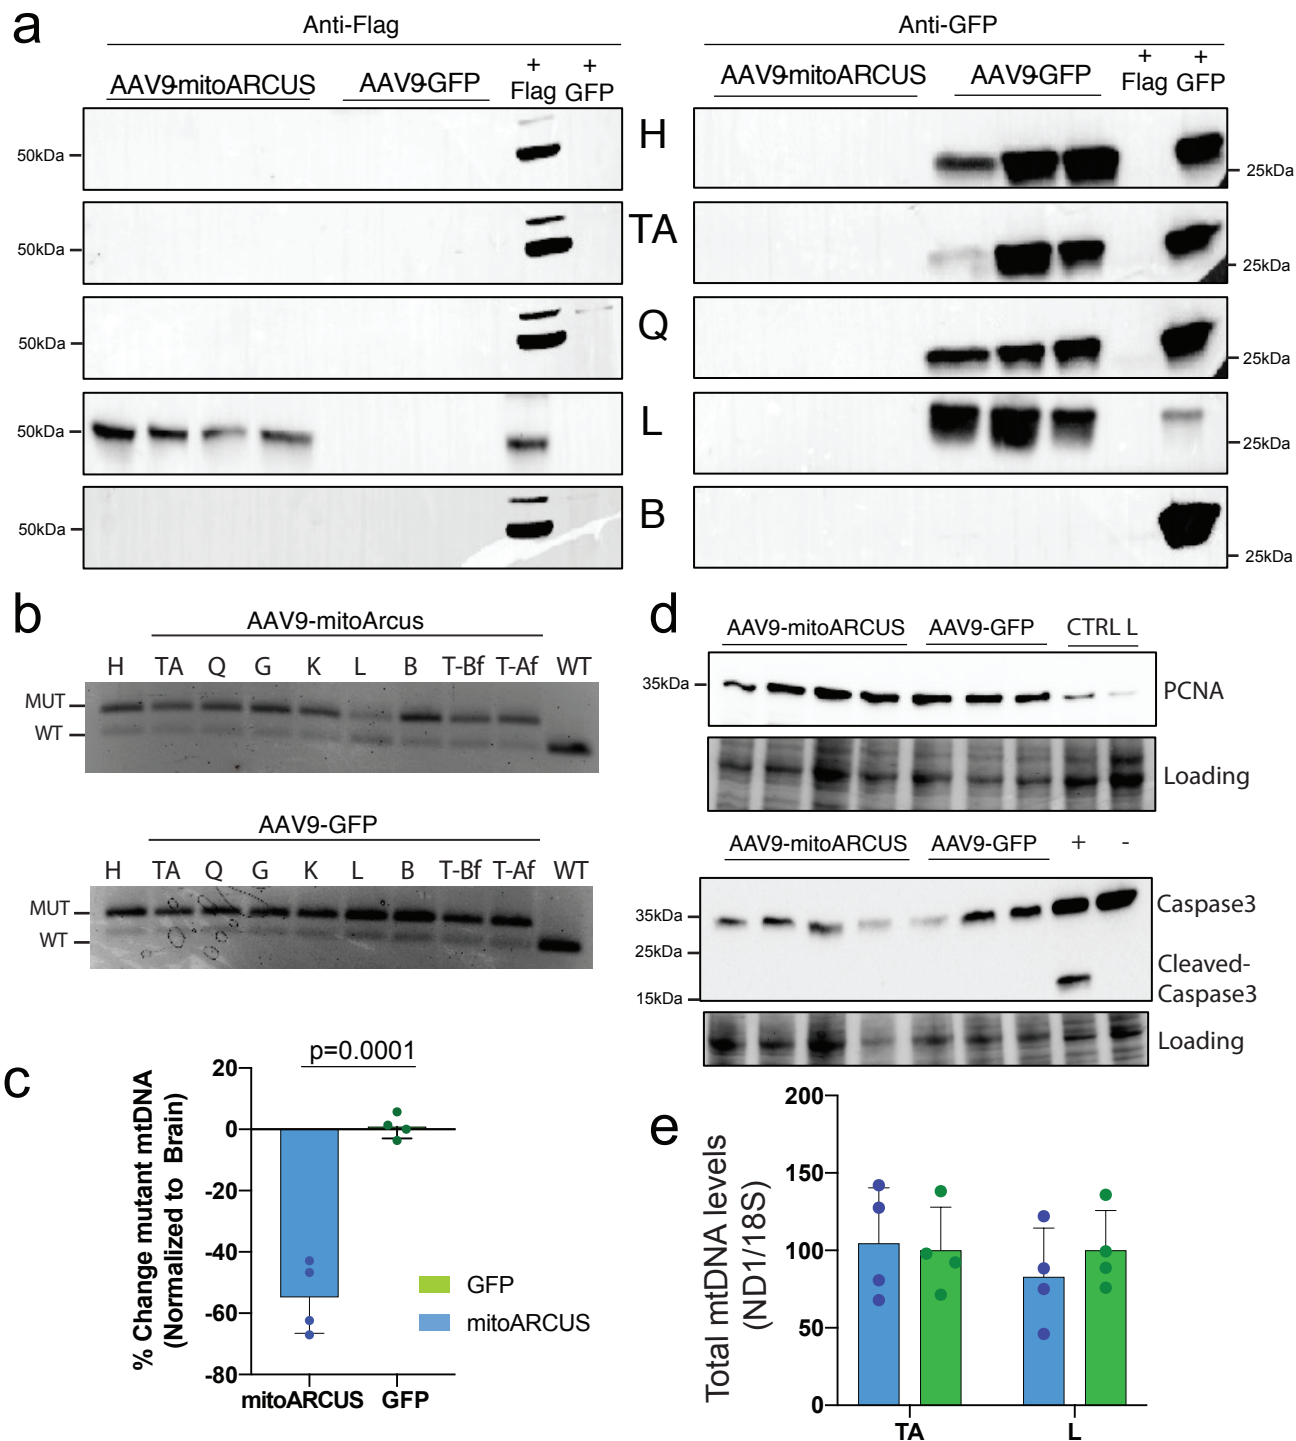 a
Anti-Flag
Anti-GFP
AAV9-mitoARCUS
AAV9-GFP
+
Flag
+
GFP
AAV9-mitoARCUS
AAV9-GFP
+
Flag
+
GFP
50kDa
H
25kDa
50kDa
TA
25kDa
50kDa
Q
25kDa
50kDa
L
25kDa
50kDa
B
25kDa
b
AAV9-mitoArcus
H TA Q G K L B T-Bf T-Af WT
MUT
WT
AAV9-GFP
H TA Q G K L B T-Bf T-Af WT
MUT
WT
d
AAV9-mitoARCUS AAV9-GFP CTRL L
35kDa
PCNA
Loading
AAV9-mitoARCUS AAV9-GFP + -
35kDa
25kDa
15kDa
Caspase3
Cleaved-
Caspase3
Loading
c
% Change mutant mtDNA
(Normalized to Brain)
p=0.0001
20
0
-20
-40
-60
-80
GFP
mitoARCUS
mitoARCUS GFP
e
Total mtDNA levels
(ND1/18S)
200
150
100
50
0
TA L